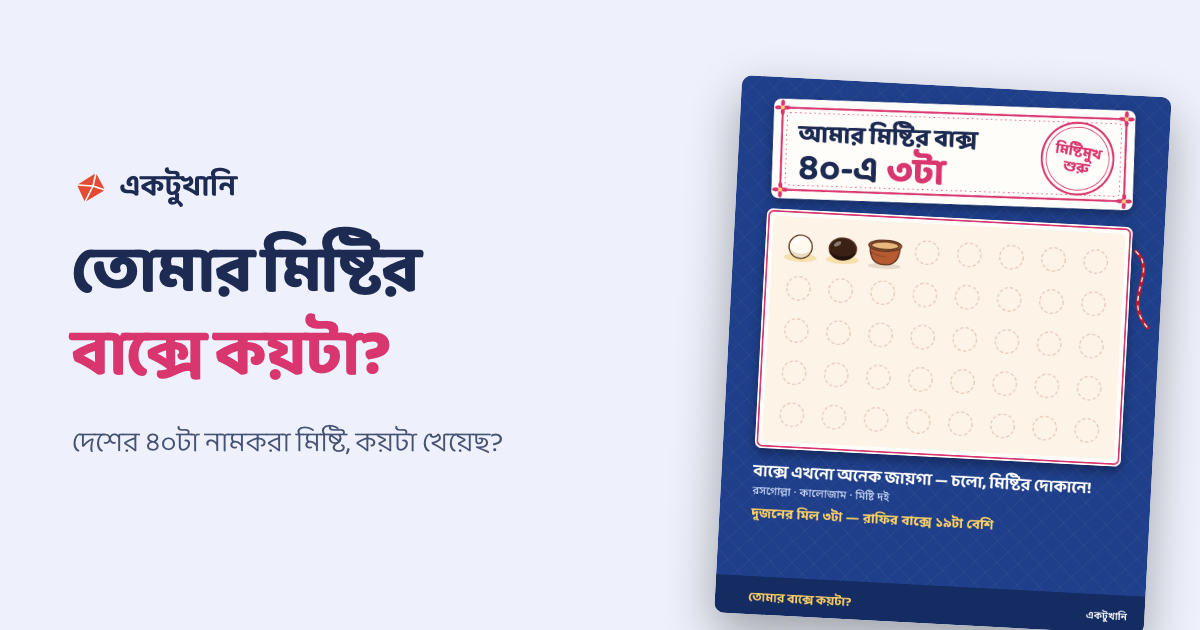 একটুখানি
তোমার মিষ্টির
বাক্সে কয়টা?
দেশের ৪০টা নামকরা মিষ্টি, কয়টা খেয়েছ?
আমার মিষ্টির বাক্স
৪০-এ ৩টা
মিষ্টিমুখ
শুরু
বাক্সে এখনো অনেক জায়গা — চলো, মিষ্টির দোকানে!
রসগোল্লা · কালোজাম · মিষ্টি দই
দুজনের মিল ৩টা — রাফির বাক্সে ১৯টা বেশি
তোমার বাক্সে কয়টা?
একটুখানি